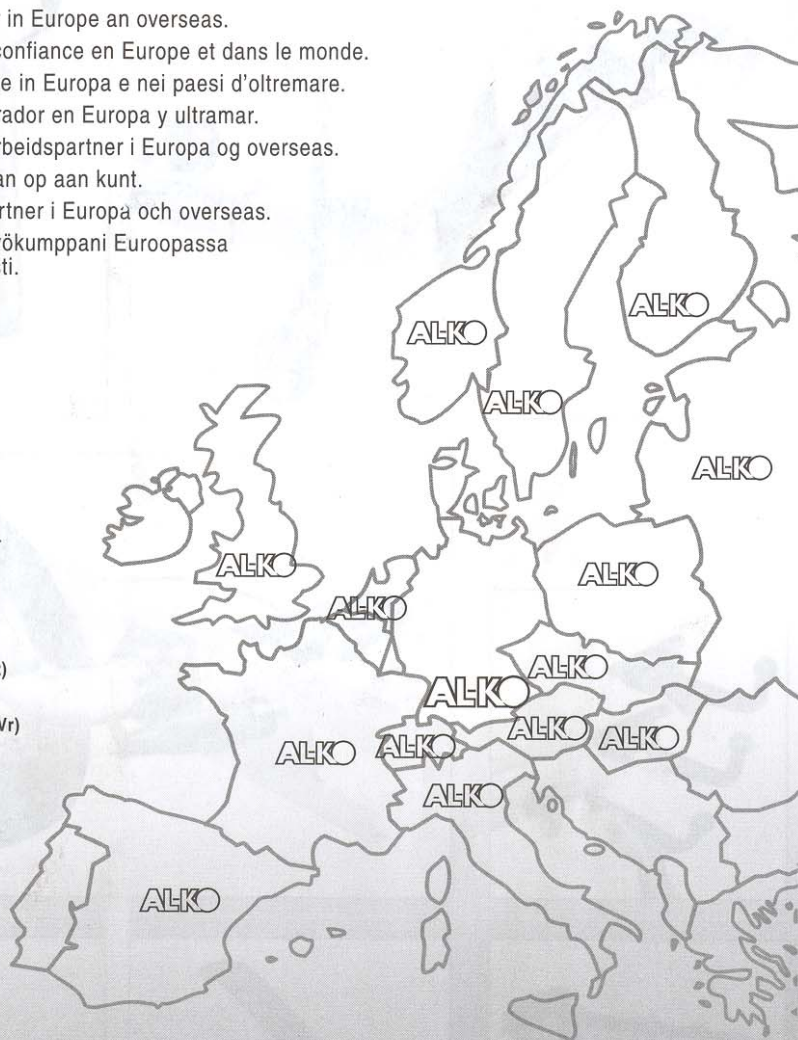 in Europe an overseas.
confiance en Europe et dans le monde.
e in Europa e nei paesi d'oltremare.
rador en Europa y ultramar.
rbeidspartner i Europa og overseas.
an op aan kunt.
rtner i Europa och overseas.
ökumppani Euroopassa
sti.
AL-KO
AL-KO
AL-KO
AL-KO
AL-KO
AL-KO
AL-KO
AL-KO
)
AL-KO
Vr)
AL-KO
AL-KO
AL-KO
AL-KO
AL-KO
AL-KO